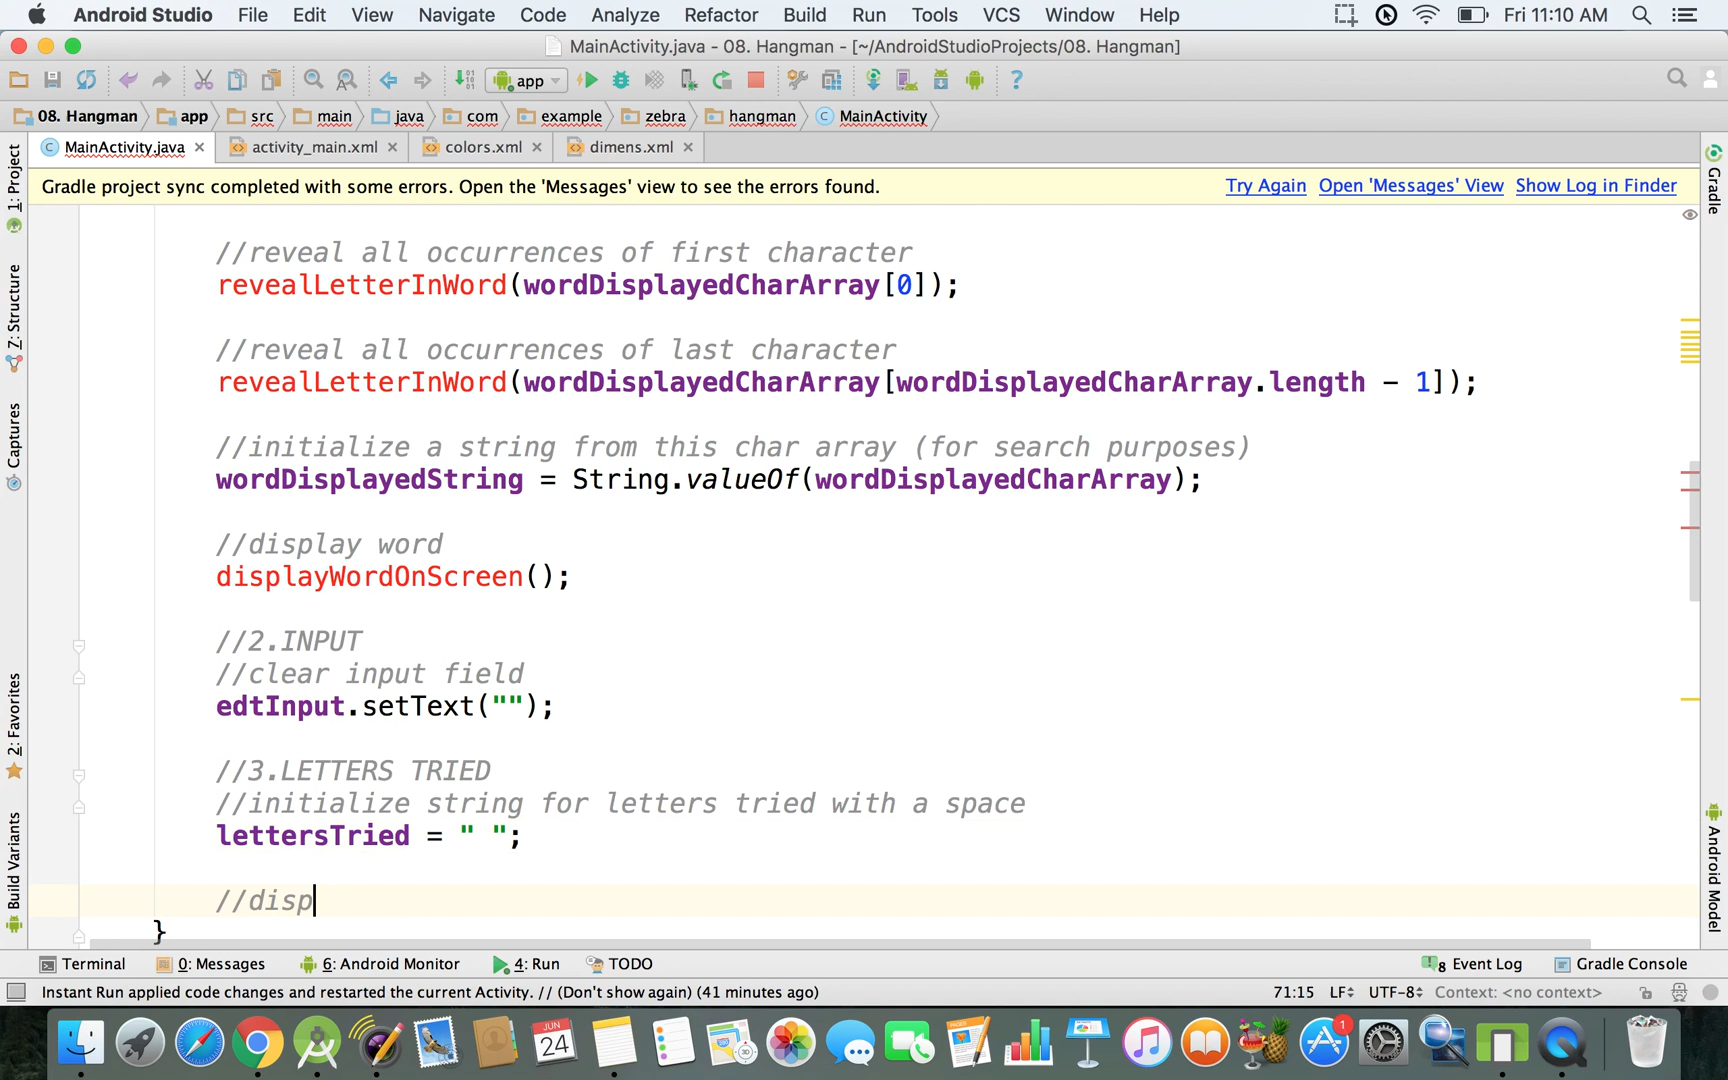 Android Studio File Edit View Navigate Code Analyze Refactor Build Run Tools VCS Window Help Fri 11:10 AM
MainActivity.java - 08. Hangman - [~/AndroidStudioProjects/08. Hangman]
app
08. Hangman app src main java com example zebra hangman MainActivity
MainActivity.java activity_main.xml colors.xml dimens.xml
Gradle project sync completed with some errors. Open the 'Messages' view to see the errors found. Try Again Open 'Messages' View Show Log in Finder
1: Project
7: Structure
Captures
2: Favorites
Build Variants
//reveal all occurrences of first character
revealLetterInWord(wordDisplayedCharArray[0]);
//reveal all occurrences of last character
revealLetterInWord(wordDisplayedCharArray[wordDisplayedCharArray.length - 1]);
//initialize a string from this char array (for search purposes)
wordDisplayedString = String.valueOf(wordDisplayedCharArray);
//display word
displayWordOnScreen();
//2.INPUT
//clear input field
edtInput.setText("");
//3.LETTERS TRIED
//initialize string for letters tried with a space
lettersTried = " ";
//disp
}
Gradle
Android Model
Terminal 0: Messages 6: Android Monitor 4: Run TODO 8 Event Log Gradle Console
Instant Run applied code changes and restarted the current Activity. // (Don't show again) (41 minutes ago) 71:15 LF UTF-8 Context: <no context>
JUN
24
1